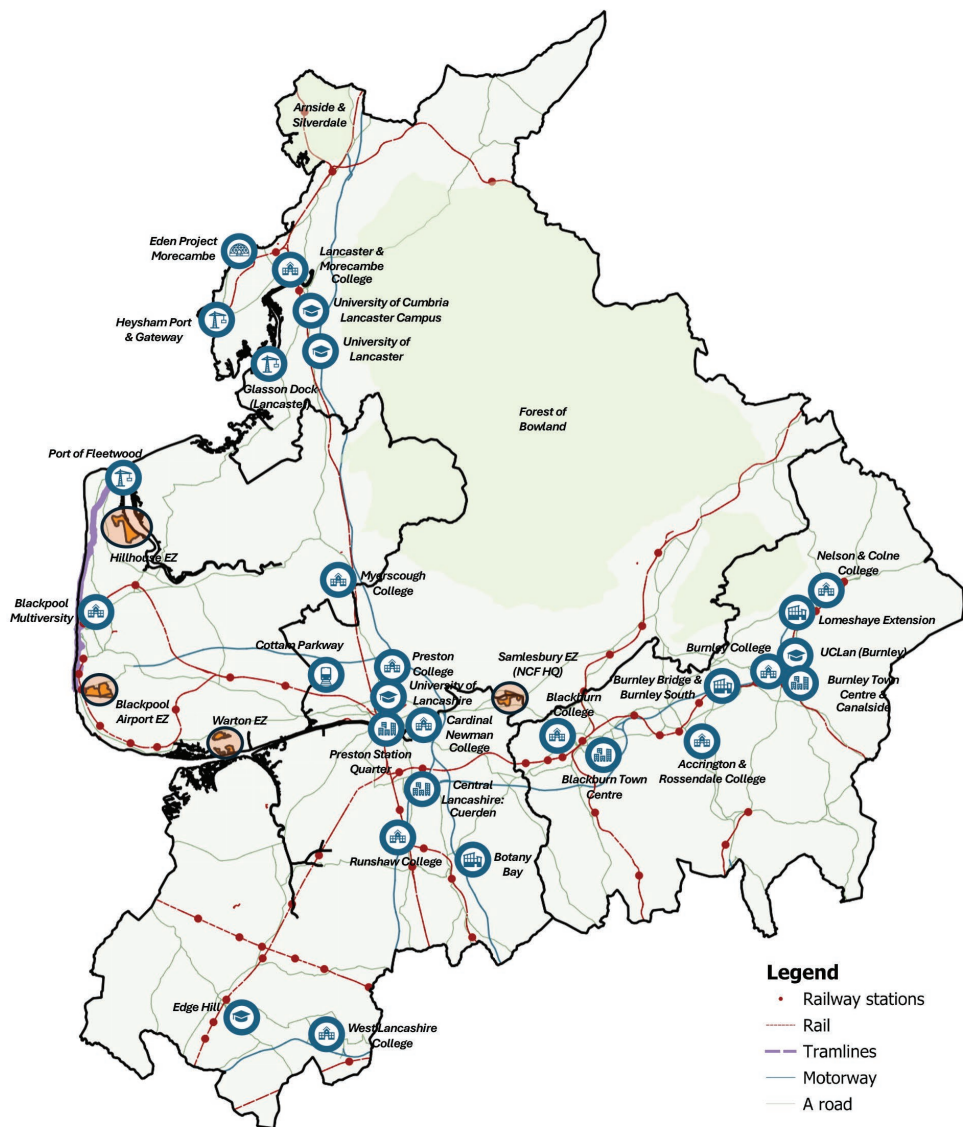 Arnside &
Silverdale
Eden Project
Morecambe
Lancaster &
Morecambe
College
University of Cumbria
Lancaster Campus
Heysham Port
& Gateway
University of
Lancaster
Glasson Dock
(Lancaster)
Forest of
Bowland
Port of Fleetwood
Hillhouse EZ
Myerscough
College
Nelson & Colne
College
Blackpool
Multiversity
Lomeshaye Extension
Cottam Parkway
Preston
College
Samlesbury EZ
(NCF HQ)
Burnley College
UCLan (Burnley)
University of
Lancashire
Burnley Bridge &
Burnley South
Burnley Town
Centre &
Canalside
Blackpool
Airport EZ
Warton EZ
Blackburn
College
Cardinal
Newman
College
Preston Station
Quarter
Accrington &
Rossendale College
Blackburn Town
Centre
Central
Lancashire:
Cuerden
Runshaw College
Botany
Bay
Edge Hill
West Lancashire
College
Legend
Railway stations
Rail
Tramlines
Motorway
A road